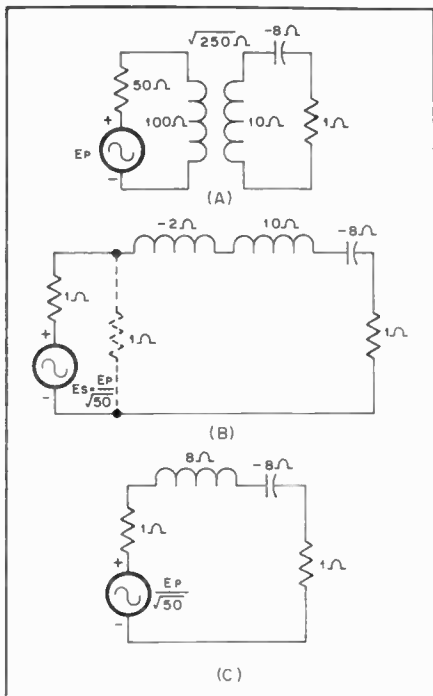 √250Ω
-8Ω
50Ω
+
100Ω
10Ω
1Ω
EP
-
(A)
-2Ω
10Ω
-8Ω
1Ω
+
1Ω
1Ω
ES=EP/√50
-
(B)
8Ω
-8Ω
1Ω
1Ω
+
EP/√50
-
(C)